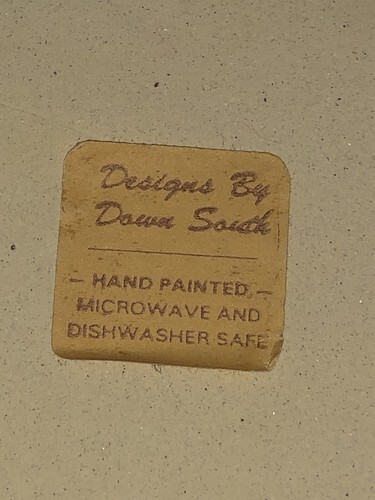 Designs By
Down South
- HAND PAINTED -
MICROWAVE AND
DISHWASHER SAFE